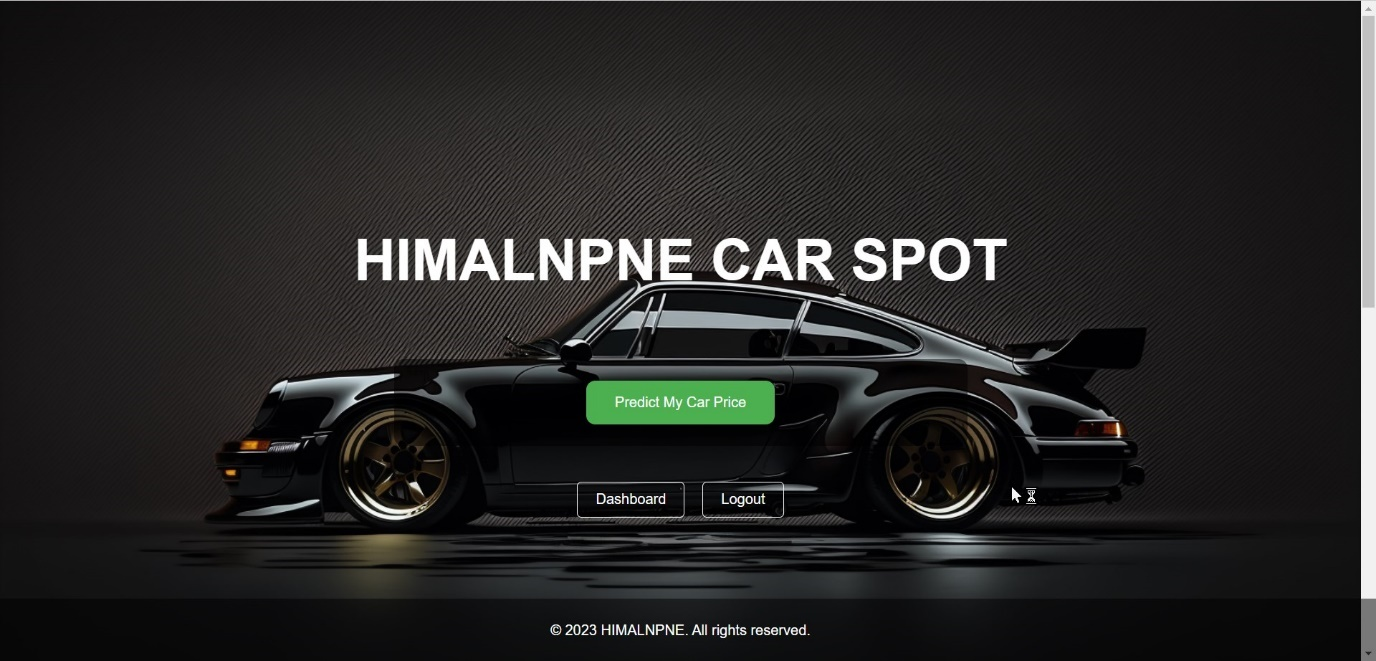 HIMALNPNE CAR SPOT
Predict My Car Price
Dashboard Logout
© 2023 HIMALNPNE. All rights reserved.